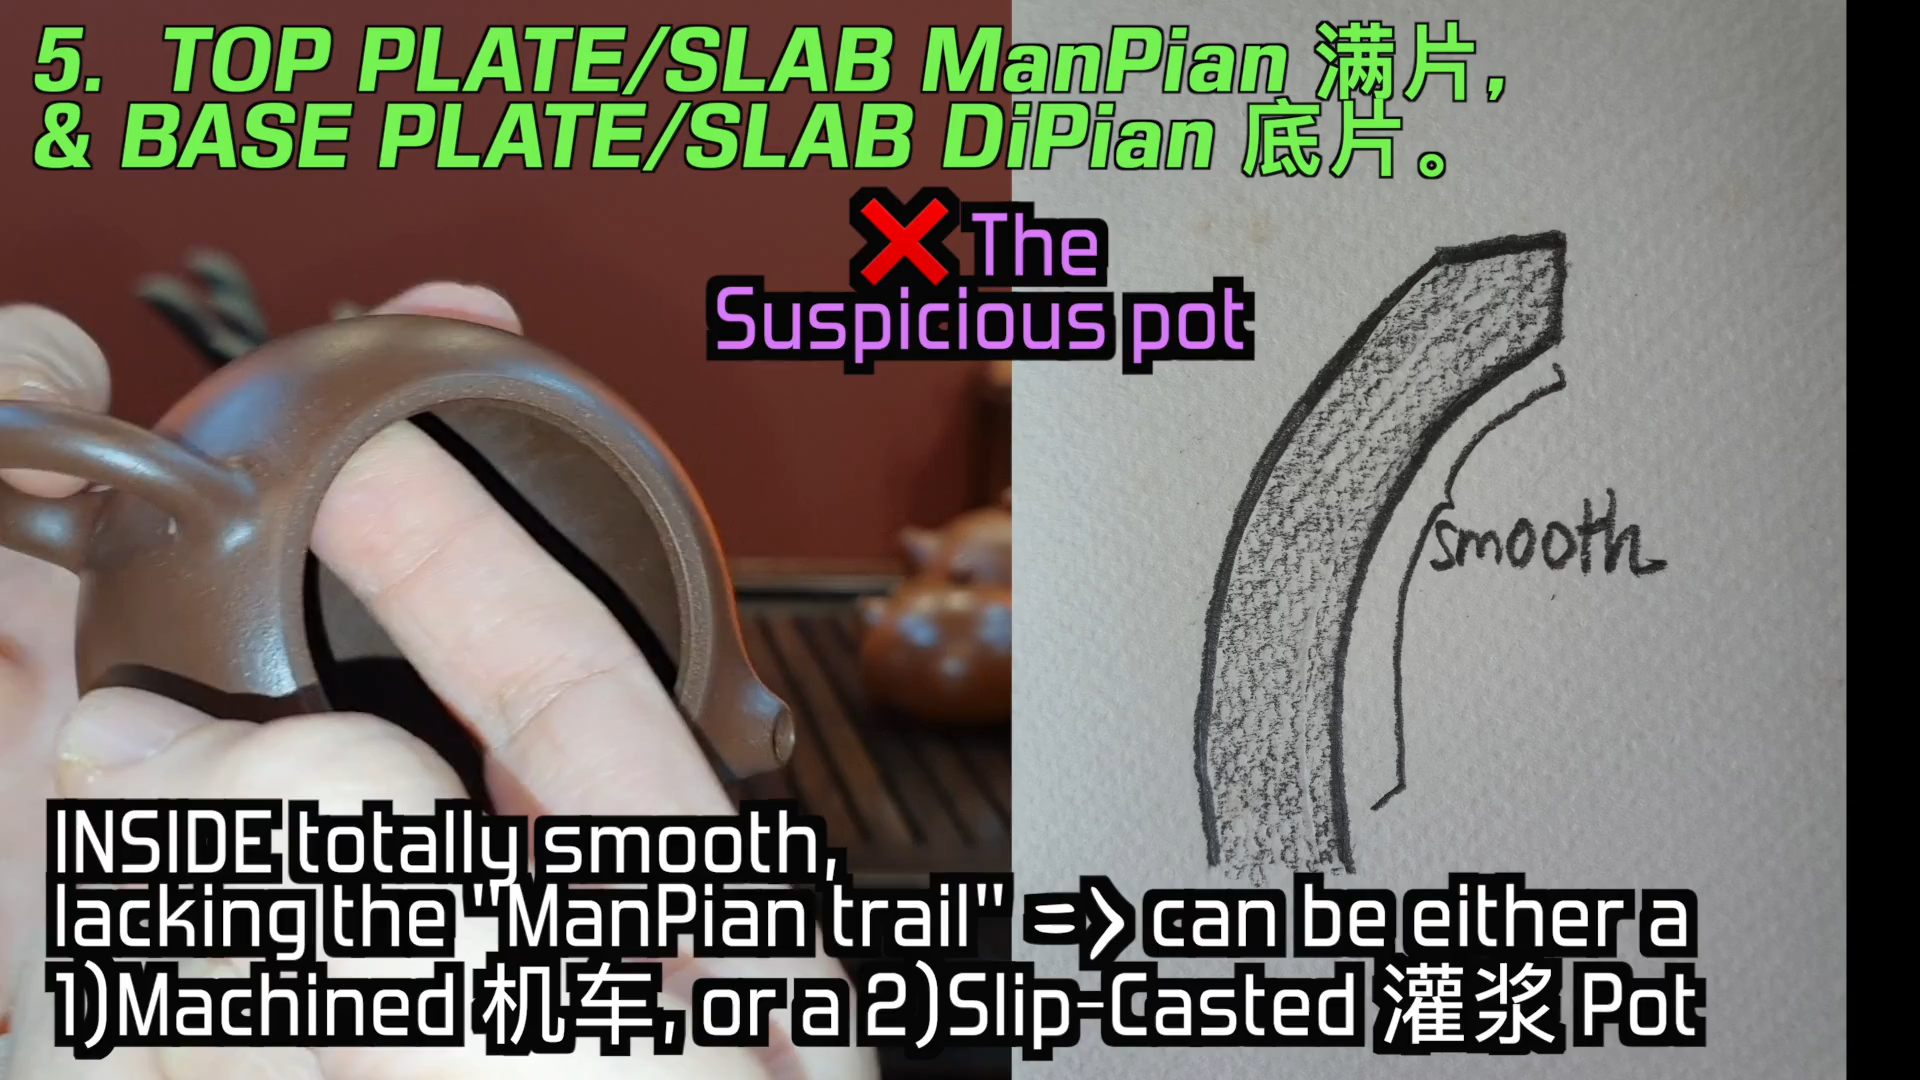 5. TOP PLATE/SLAB ManPian 满片,
& BASE PLATE/SLAB DiPian 底片。
❌ The
Suspicious pot
smooth
INSIDE totally smooth,
lacking the "ManPian trail" => can be either a
1)Machined 机车, or a 2)Slip-Casted 灌浆 Pot